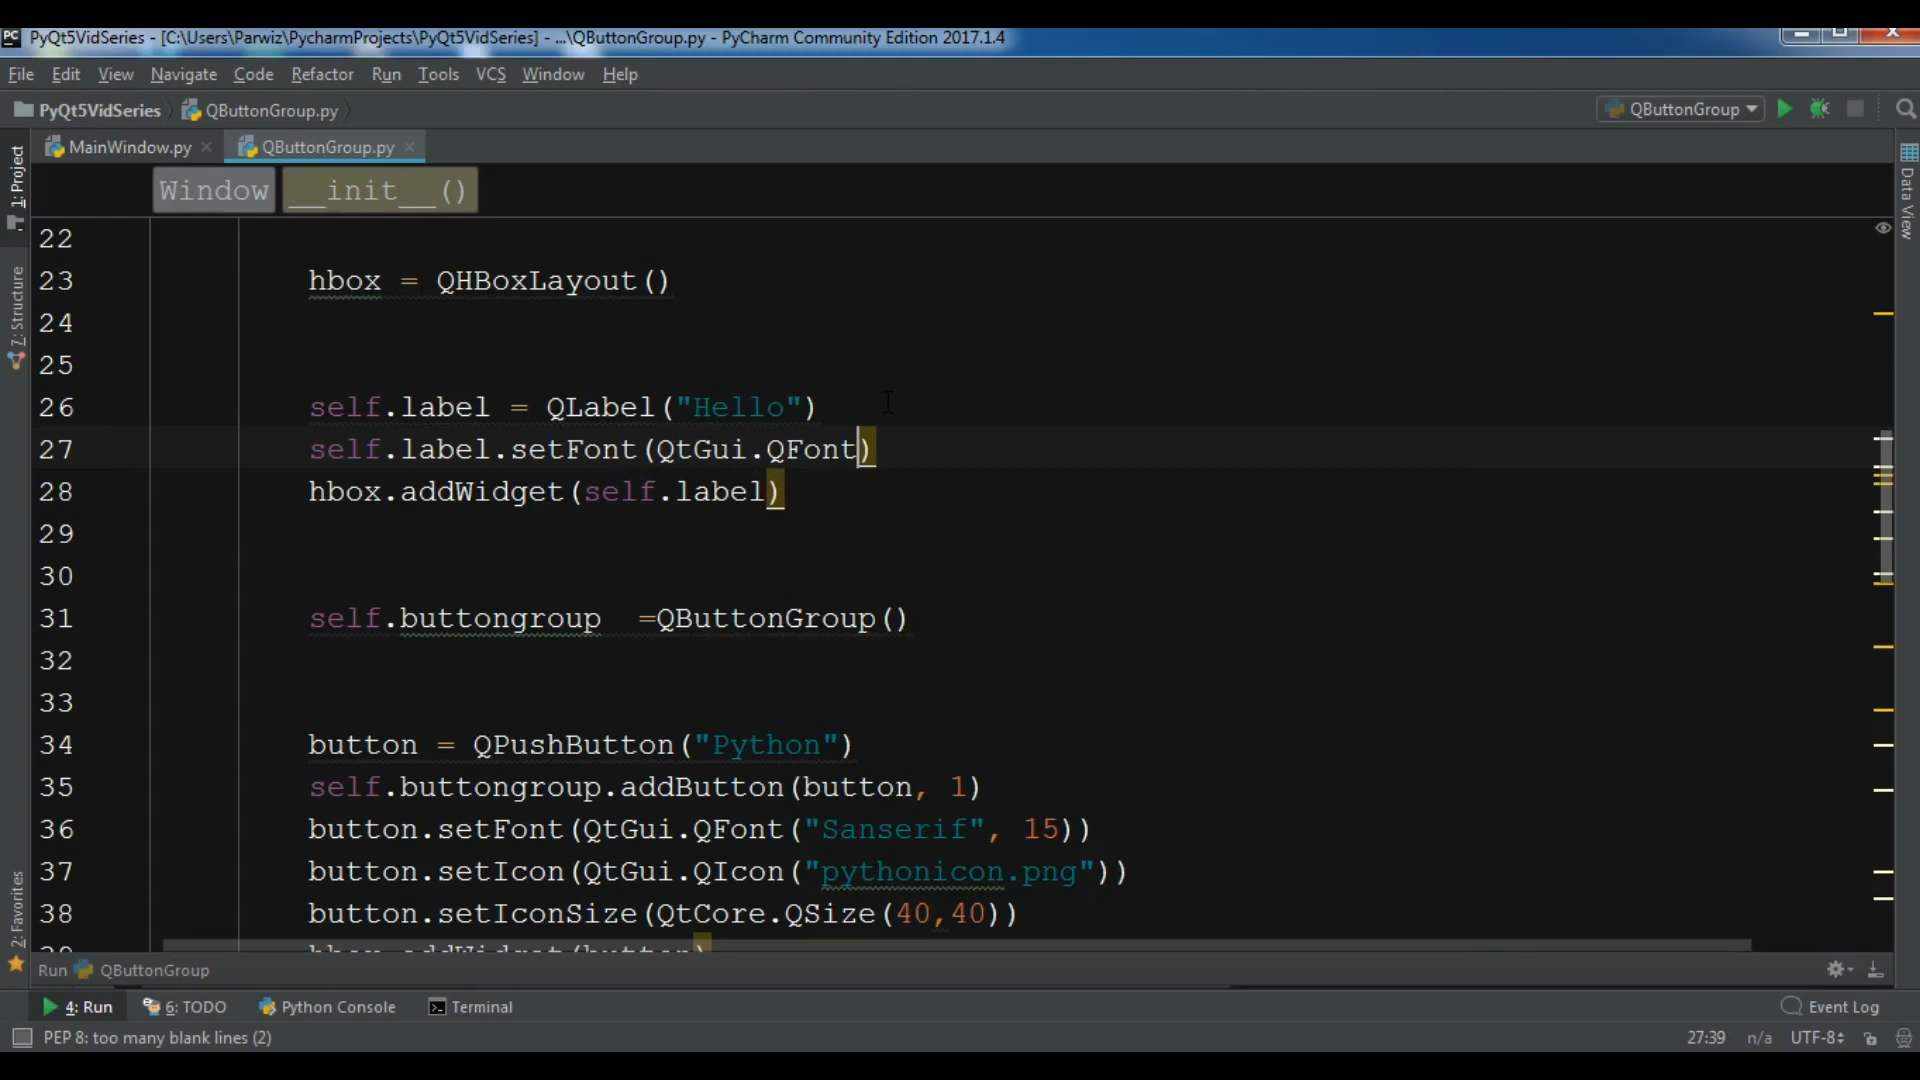 PC PyQt5VidSeries - [C:\Users\Parwiz\PycharmProjects\PyQt5VidSeries] - ...\QButtonGroup.py - PyCharm Community Edition 2017.1.4
File Edit View Navigate Code Refactor Run Tools VCS Window Help
PyQt5VidSeries QButtonGroup.py QButtonGroup
MainWindow.py QButtonGroup.py
1: Project
7: Structure
2: Favorites
Data View
Window __init__()
22
23 hbox = QHBoxLayout()
24
25
26 self.label = QLabel("Hello")
27 self.label.setFont(QtGui.QFont)
28 hbox.addWidget(self.label)
29
30
31 self.buttongroup  =QButtonGroup()
32
33
34 button = QPushButton("Python")
35 self.buttongroup.addButton(button, 1)
36 button.setFont(QtGui.QFont("Sanserif", 15))
37 button.setIcon(QtGui.QIcon("pythonicon.png"))
38 button.setIconSize(QtCore.QSize(40,40))
39 hbox.addWidget(button)
Run QButtonGroup
4: Run 6: TODO Python Console Terminal Event Log
PEP 8: too many blank lines (2) 27:39 n/a UTF-8